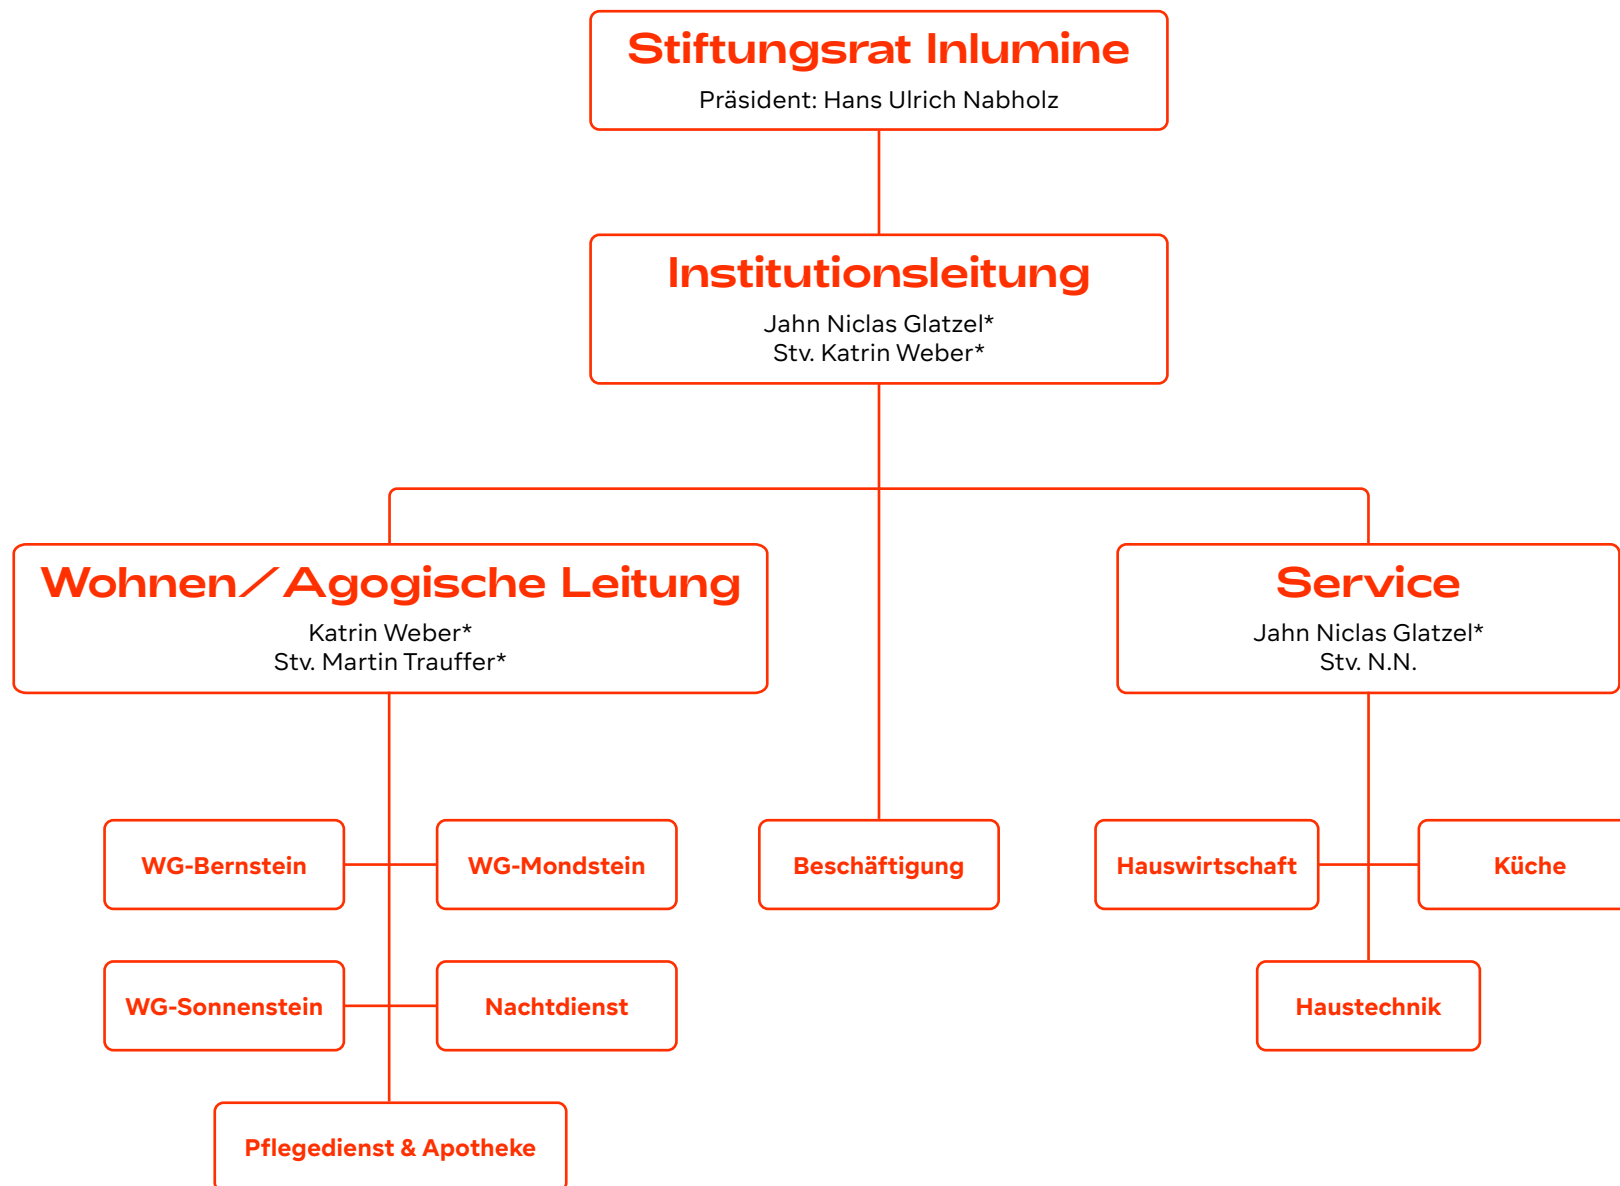 Stiftungsrat Inlumine
Präsident: Hans Ulrich Nabholz
Institutionsleitung
Jahn Niclas Glatzel*
Stv. Katrin Weber*
Wohnen/Agogische Leitung
Katrin Weber*
Stv. Martin Trauffer*
Service
Jahn Niclas Glatzel*
Stv. N.N.
WG-Bernstein
WG-Mondstein
Beschäftigung
Hauswirtschaft
Küche
WG-Sonnenstein
Nachtdienst
Haustechnik
Pflegedienst & Apotheke